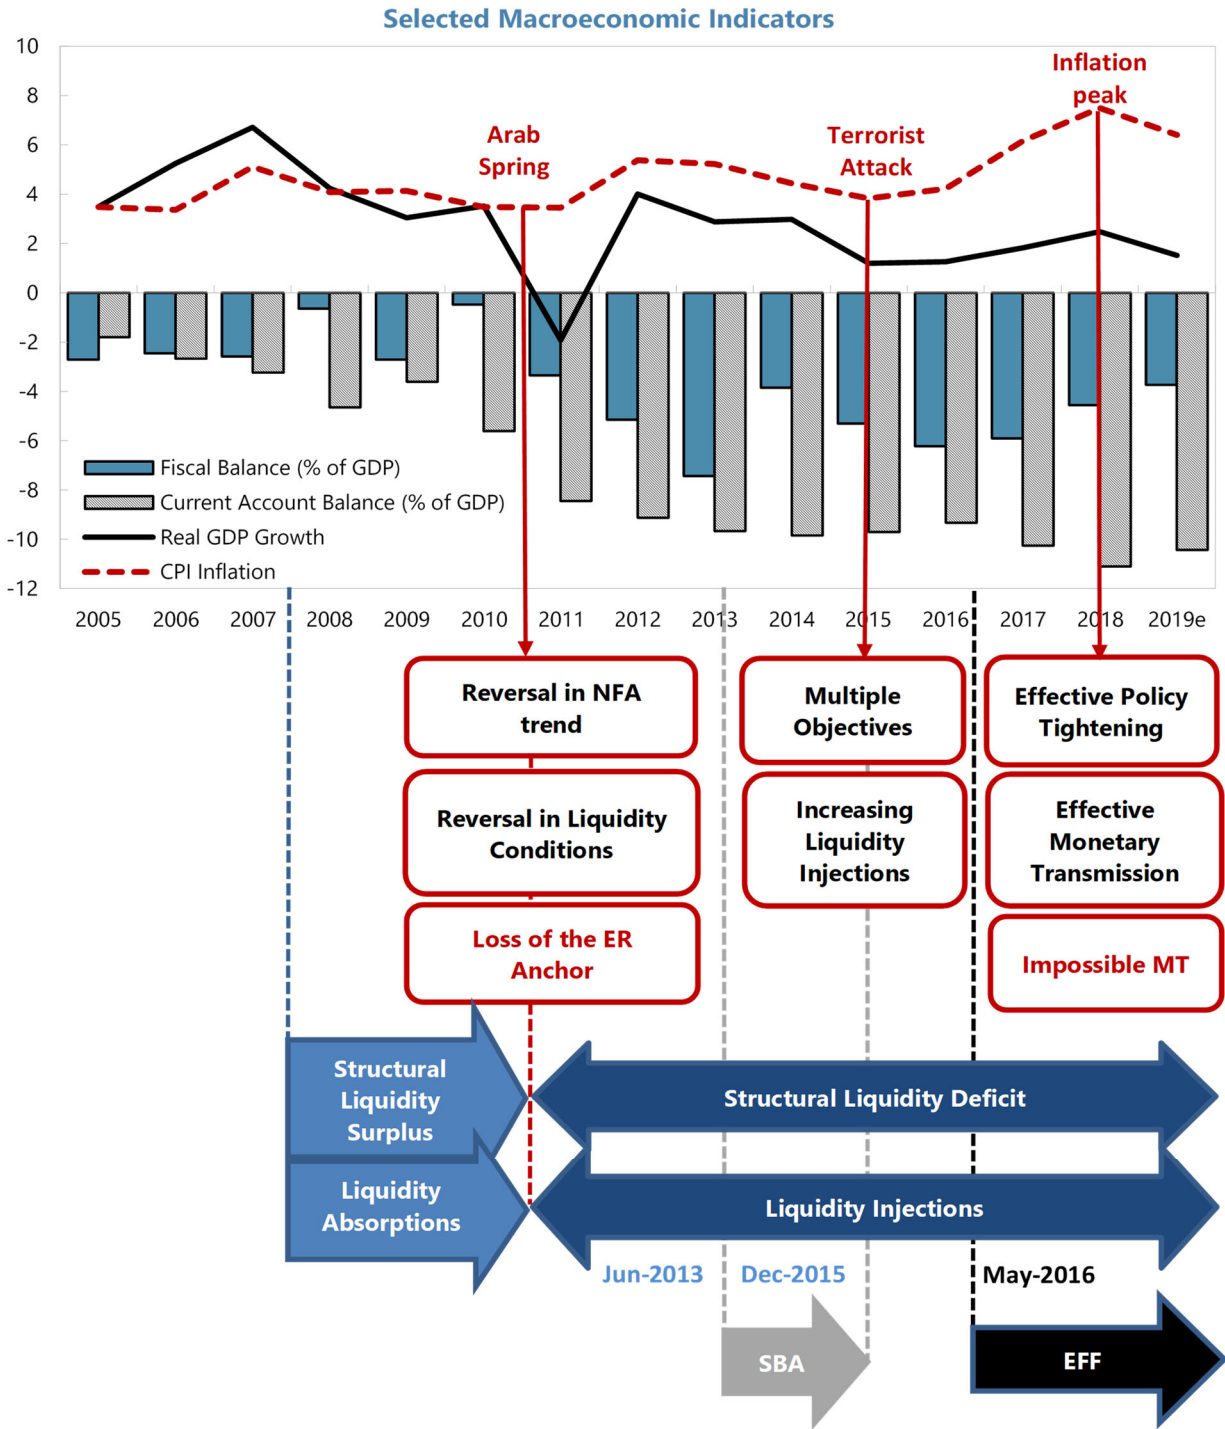 Selected Macroeconomic Indicators
10
8
6
4
2
0
-2
-4
-6
-8
-10
-12
Arab
Spring
Terrorist
Attack
Inflation
peak
Fiscal Balance (% of GDP)
Current Account Balance (% of GDP)
Real GDP Growth
CPI Inflation
2005 2006 2007 2008 2009 2010 2011 2012 2013 2014 2015 2016 2017 2018 2019e
Reversal in NFA
trend
Reversal in Liquidity
Conditions
Loss of the ER
Anchor
Multiple
Objectives
Increasing
Liquidity
Injections
Effective Policy
Tightening
Effective
Monetary
Transmission
Impossible MT
Structural
Liquidity
Surplus
Structural Liquidity Deficit
Liquidity
Absorptions
Liquidity Injections
Jun-2013 Dec-2015 May-2016
SBA
EFF